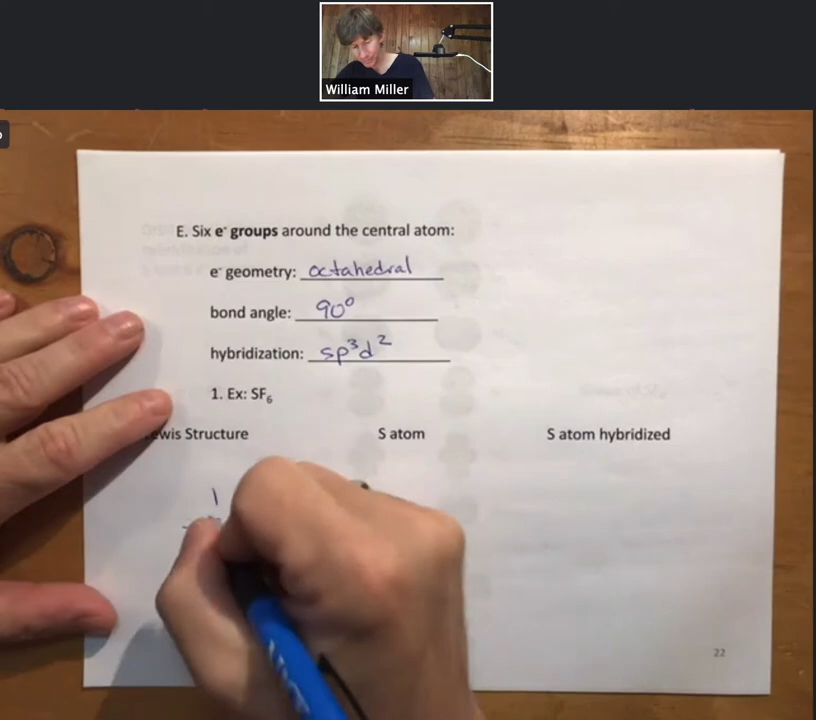 William Miller
E. Six e⁻ groups around the central atom:
e⁻ geometry: octahedral
bond angle: 90°
hybridization: sp³d²
1. Ex: SF₆
ewis Structure S atom S atom hybridized
22